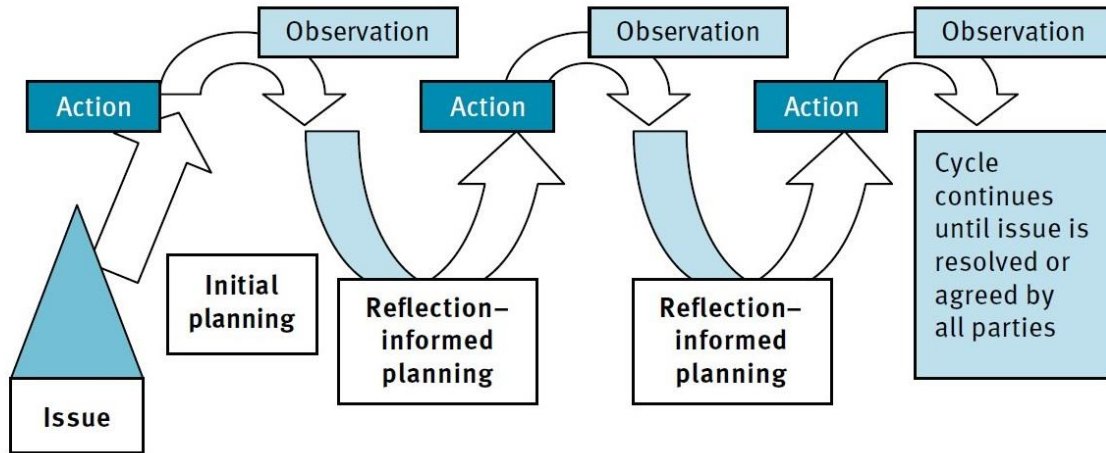 Observation
Observation
Observation
Action
Action
Action
Initial
planning
Reflection–
informed
planning
Reflection–
informed
planning
Cycle
continues
until issue is
resolved or
agreed by
all parties
Issue